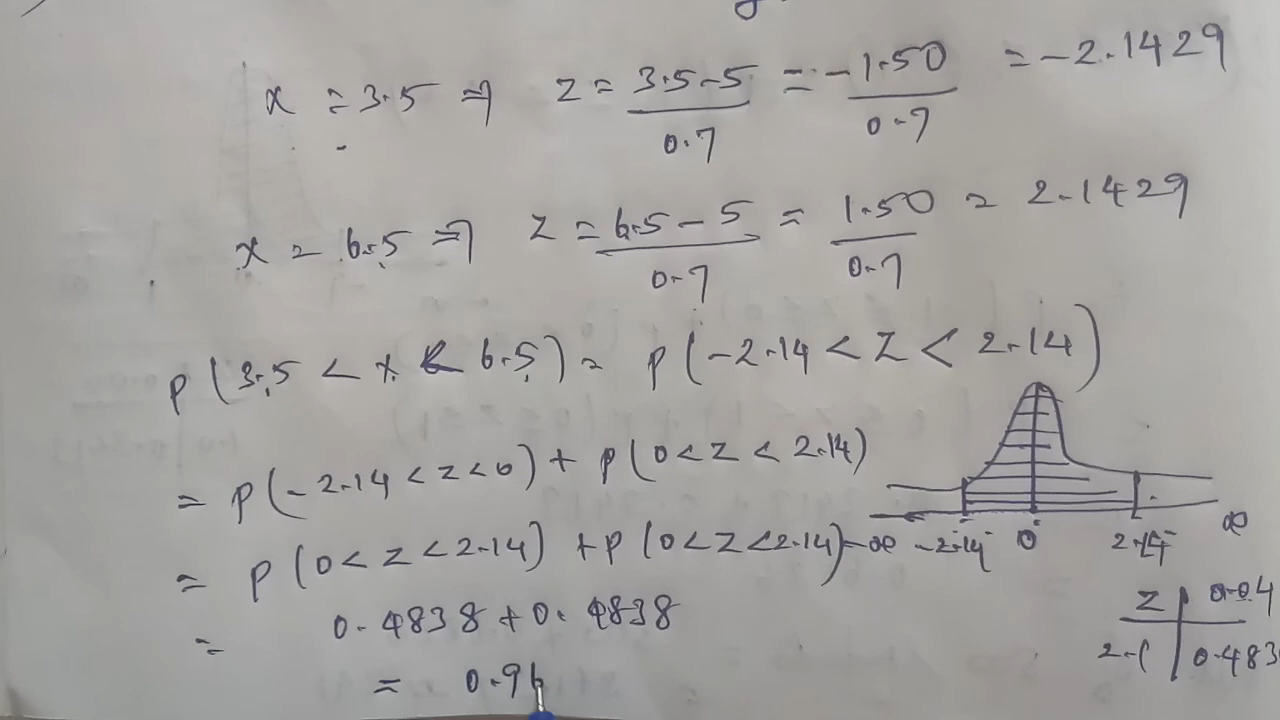 x = 3.5 ⇒ z = 3.5-5/0.7 = -1.50/0.7 = -2.1429
x = 6.5 ⇒ z = 6.5-5/0.7 = 1.50/0.7 = 2.1429
P(3.5 < x < 6.5) = P(-2.14 < Z < 2.14)
= P(-2.14 < z < 0) + P(0 < z < 2.14)
= P(0 < z < 2.14) + P(0 < z < 2.14)
-∞ -2.14 0 2.14 ∞
= 0.4838 + 0.4838
Z | 0.04
2.1 | 0.483
= 0.96